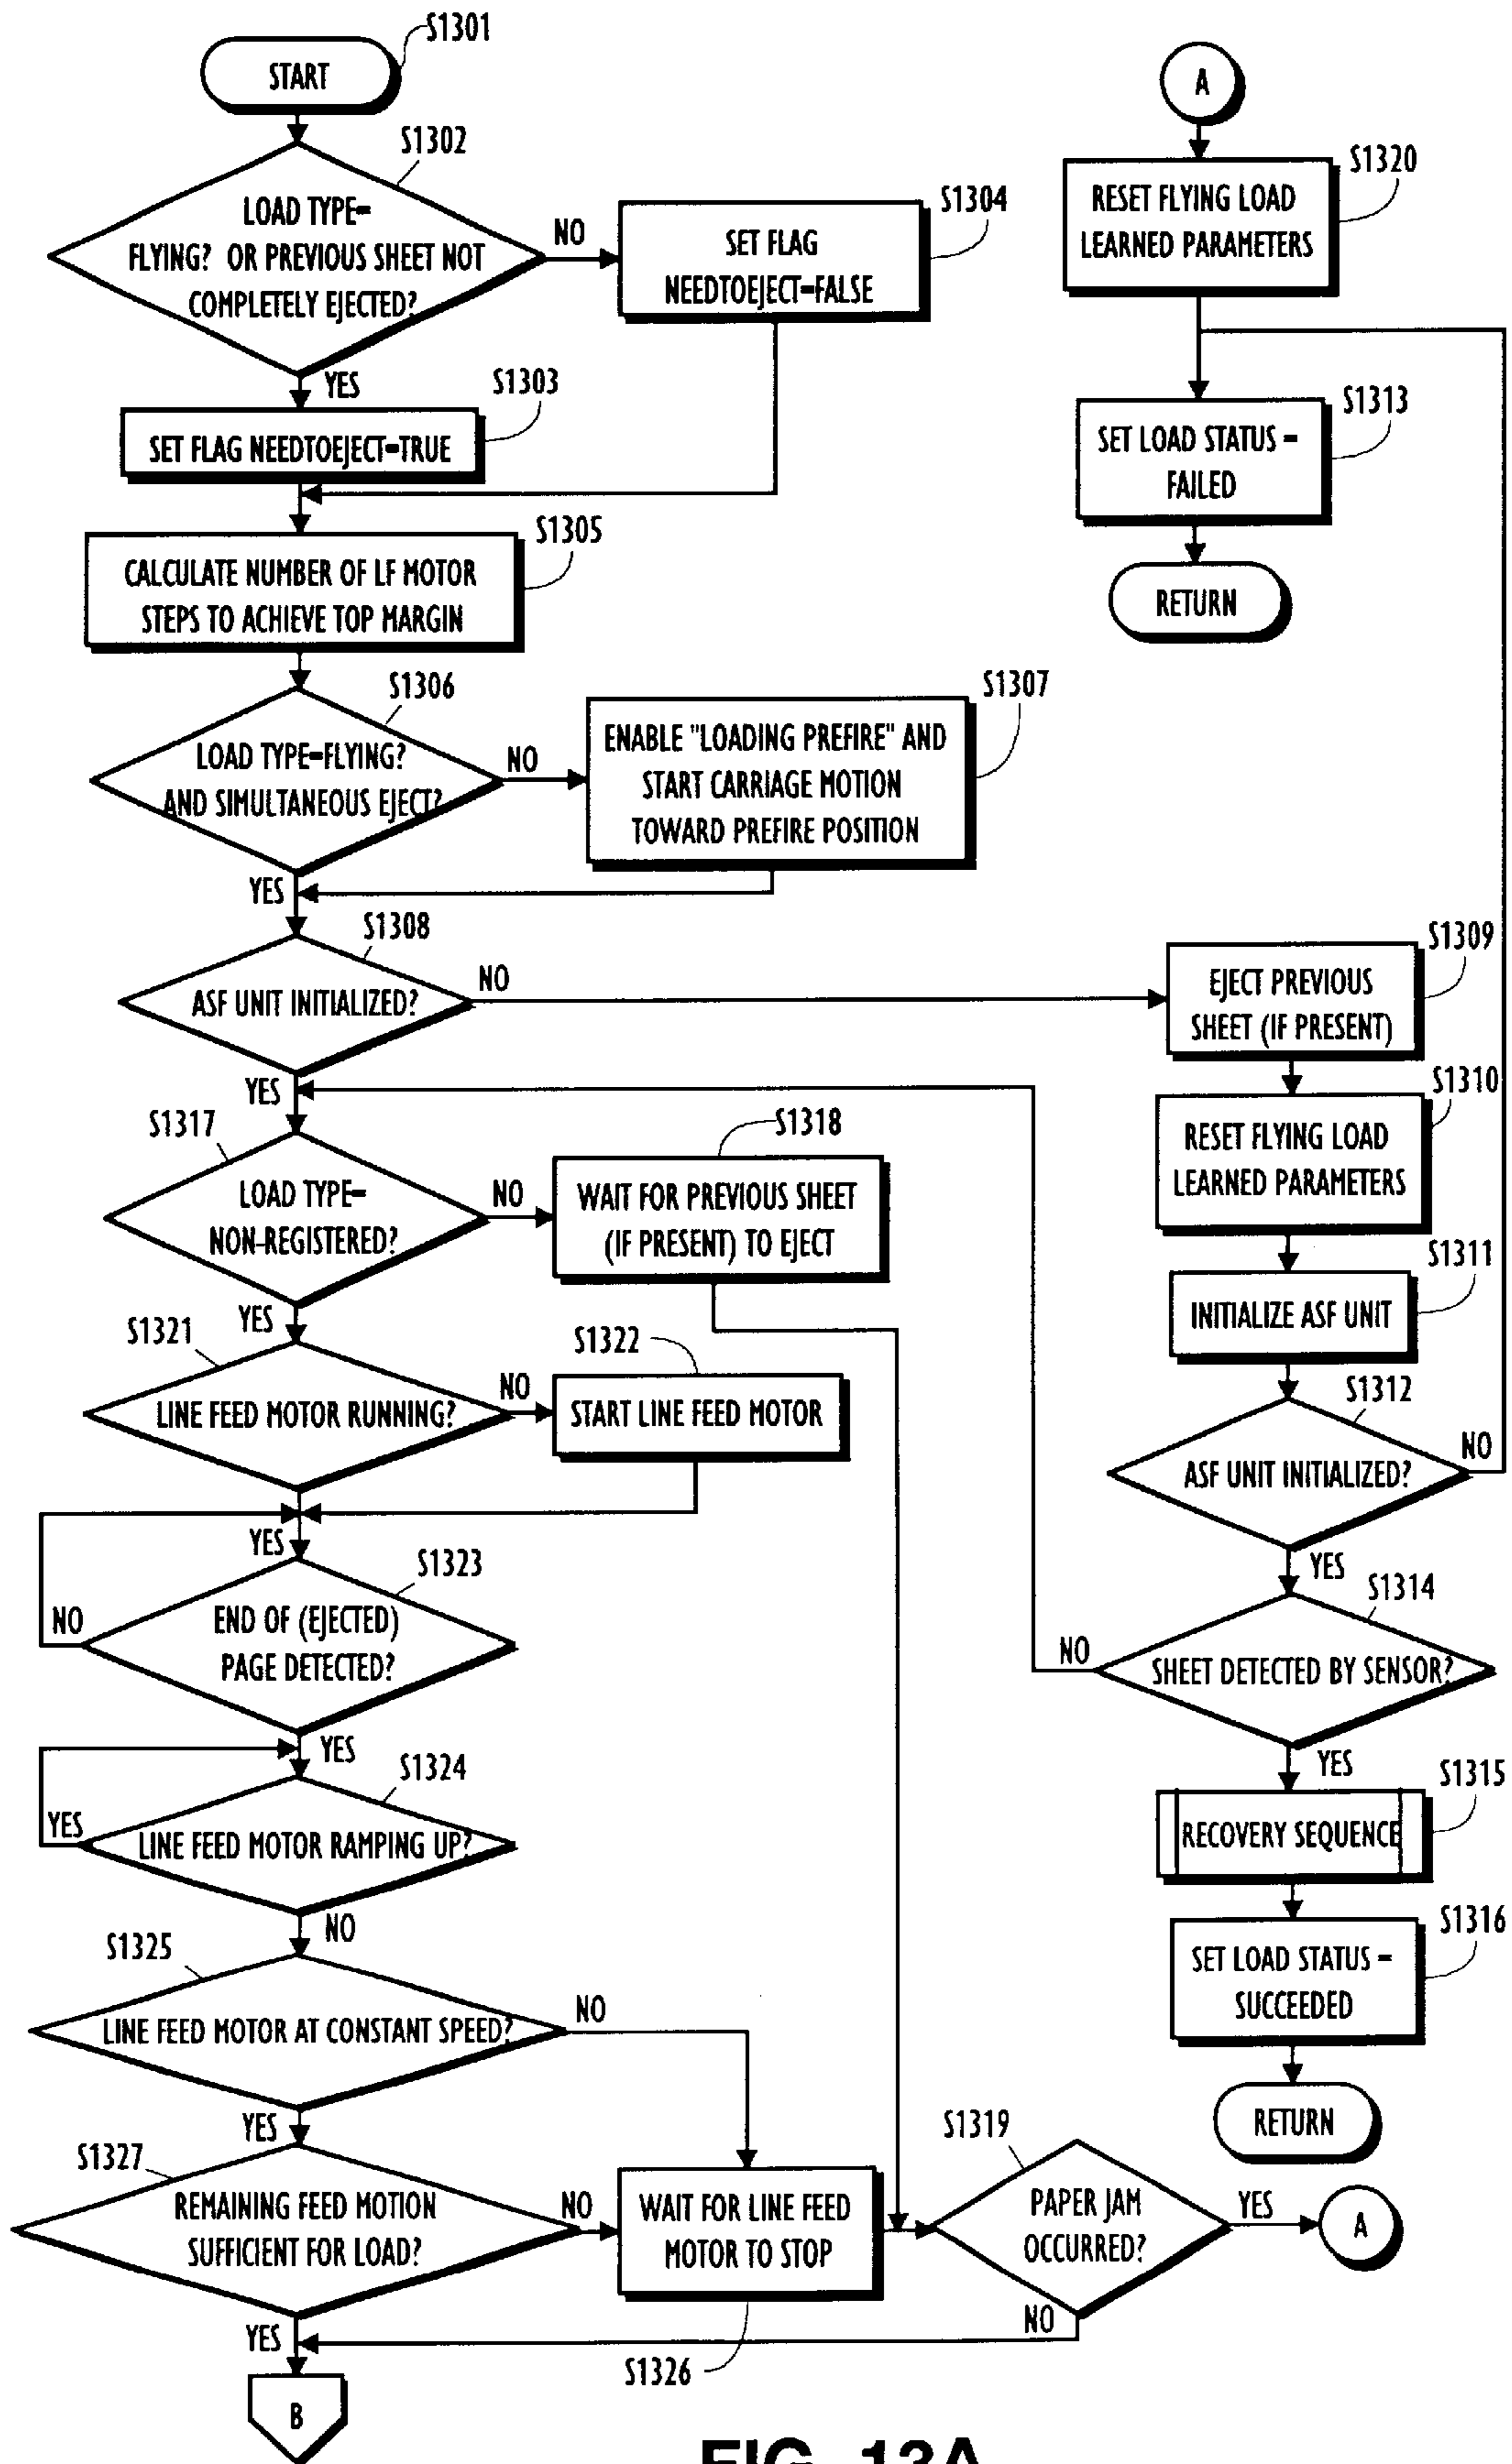 S1301
START
S1302
LOAD TYPE=
FLYING? OR PREVIOUS SHEET NOT
COMPLETELY EJECTED?
NO
S1304
SET FLAG
NEEDTOEJECT=FALSE
YES
S1303
SET FLAG NEEDTOEJECT=TRUE
S1305
CALCULATE NUMBER OF LF MOTOR
STEPS TO ACHIEVE TOP MARGIN
S1306
LOAD TYPE=FLYING?
AND SIMULTANEOUS EJECT?
NO
S1307
ENABLE "LOADING PREFIRE" AND
START CARRIAGE MOTION
TOWARD PREFIRE POSITION
YES
S1308
ASF UNIT INITIALIZED?
NO
YES
S1317
LOAD TYPE=
NON-REGISTERED?
NO
S1318
WAIT FOR PREVIOUS SHEET
(IF PRESENT) TO EJECT
YES
S1321
LINE FEED MOTOR RUNNING?
NO
S1322
START LINE FEED MOTOR
YES
S1323
END OF (EJECTED)
PAGE DETECTED?
NO
YES
S1324
LINE FEED MOTOR RAMPING UP?
YES
NO
S1325
LINE FEED MOTOR AT CONSTANT SPEED?
NO
YES
S1327
REMAINING FEED MOTION
SUFFICIENT FOR LOAD?
NO
WAIT FOR LINE FEED
MOTOR TO STOP
S1326
S1319
PAPER JAM
OCCURRED?
YES
A
NO
YES
B
A
S1320
RESET FLYING LOAD
LEARNED PARAMETERS
S1313
SET LOAD STATUS =
FAILED
RETURN
S1309
EJECT PREVIOUS
SHEET (IF PRESENT)
S1310
RESET FLYING LOAD
LEARNED PARAMETERS
S1311
INITIALIZE ASF UNIT
S1312
ASF UNIT INITIALIZED?
NO
YES
S1314
SHEET DETECTED BY SENSOR?
NO
YES
S1315
RECOVERY SEQUENCE
S1316
SET LOAD STATUS =
SUCCEEDED
RETURN
FIG. 13A